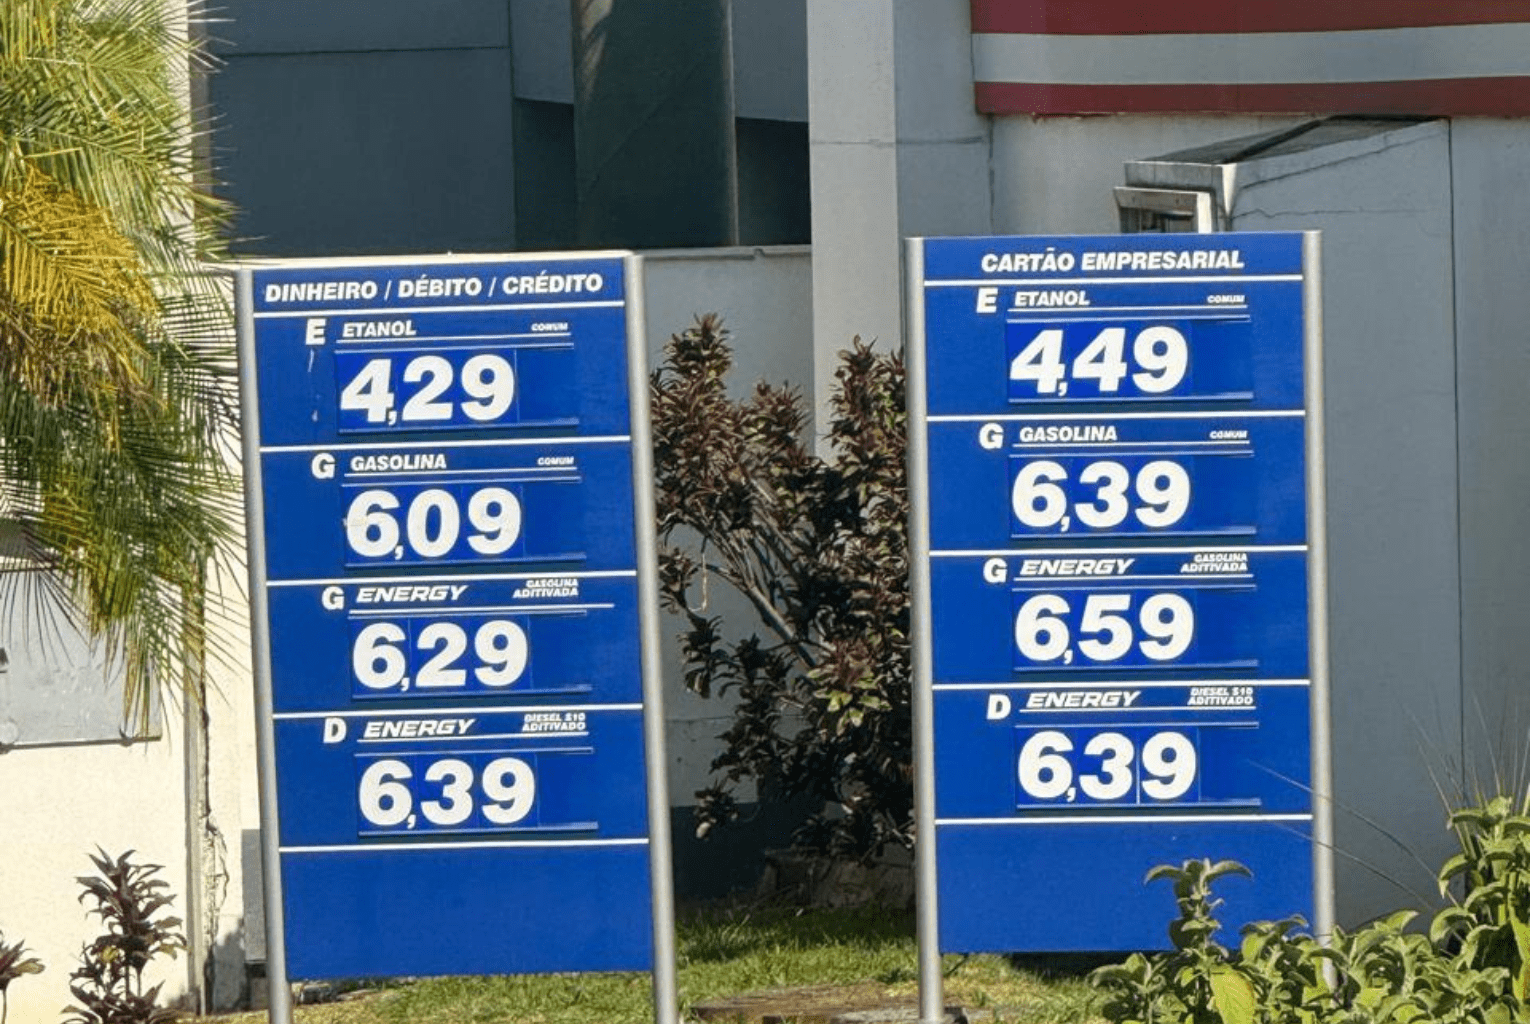 DINHEIRO / DÉBITO / CRÉDITO
E ETANOL COMUM
4,29
G GASOLINA COMUM
6,09
G ENERGY GASOLINA
ADITIVADA
6,29
D ENERGY DIESEL S10
ADITIVADO
6,39
CARTÃO EMPRESARIAL
E ETANOL COMUM
4,49
G GASOLINA COMUM
6,39
G ENERGY GASOLINA
ADITIVADA
6,59
D ENERGY DIESEL S10
ADITIVADO
6,39